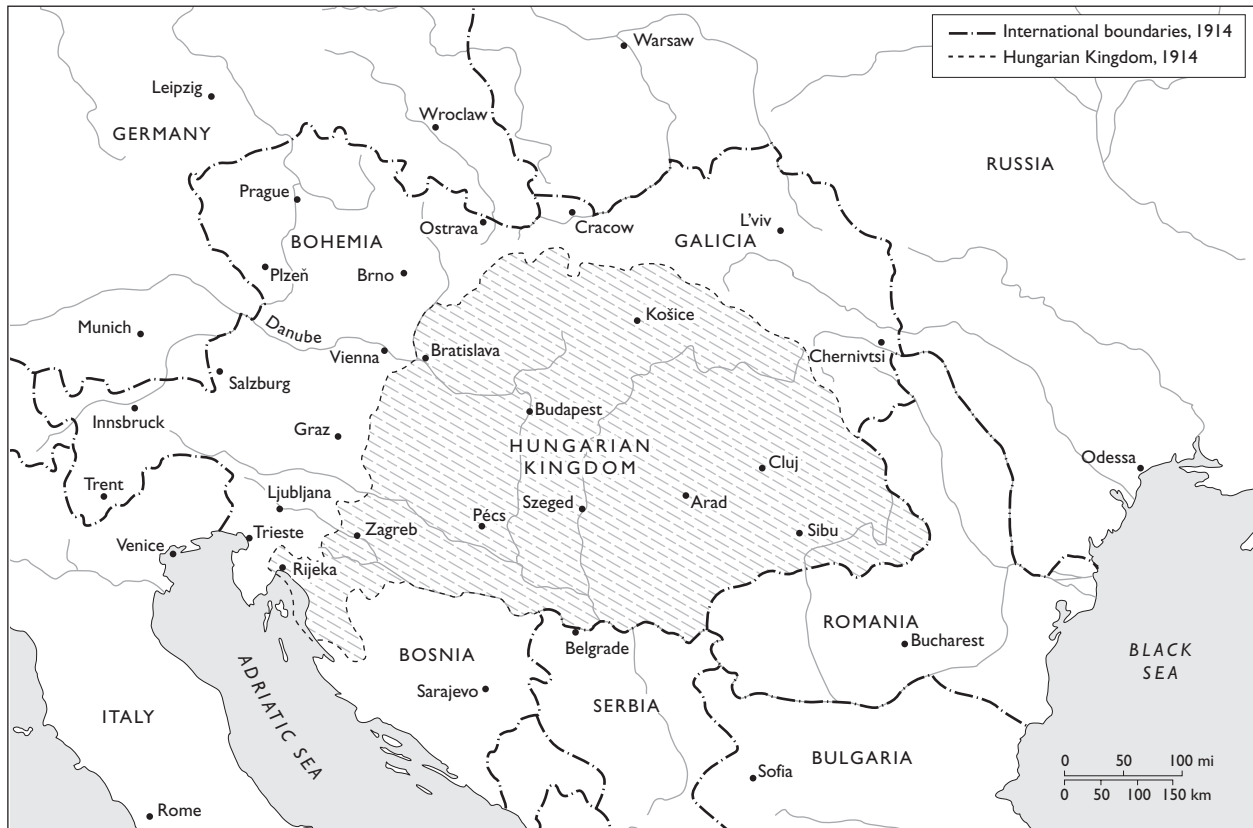 International boundaries, 1914
Hungarian Kingdom, 1914
Warsaw
Leipzig
Wroclaw
GERMANY
RUSSIA
Prague
Ostrava
Cracow
L'viv
BOHEMIA
GALICIA
Plzeň
Brno
Danube
Košice
Munich
Vienna
Bratislava
Chernivtsi
Salzburg
Innsbruck
Budapest
Graz
HUNGARIAN
KINGDOM
Cluj
Odessa
Trent
Ljubljana
Pécs
Szeged
Arad
Venice
Trieste
Zagreb
Sibu
Rijeka
ROMANIA
Belgrade
Bucharest
BOSNIA
BLACK
SEA
Sarajevo
ADRIATIC SEA
SERBIA
ITALY
BULGARIA
Sofia
0 50 100 mi
0 50 100 150 km
Rome